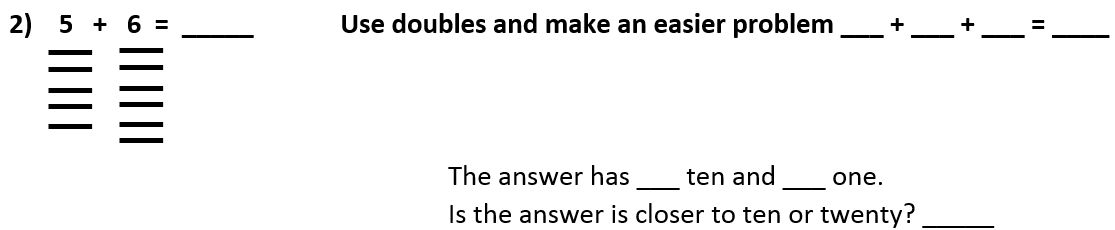 2) 5 + 6 = _____ Use doubles and make an easier problem ___ + ___ + ___ = ____
The answer has ___ ten and ___ one.
Is the answer is closer to ten or twenty? _____